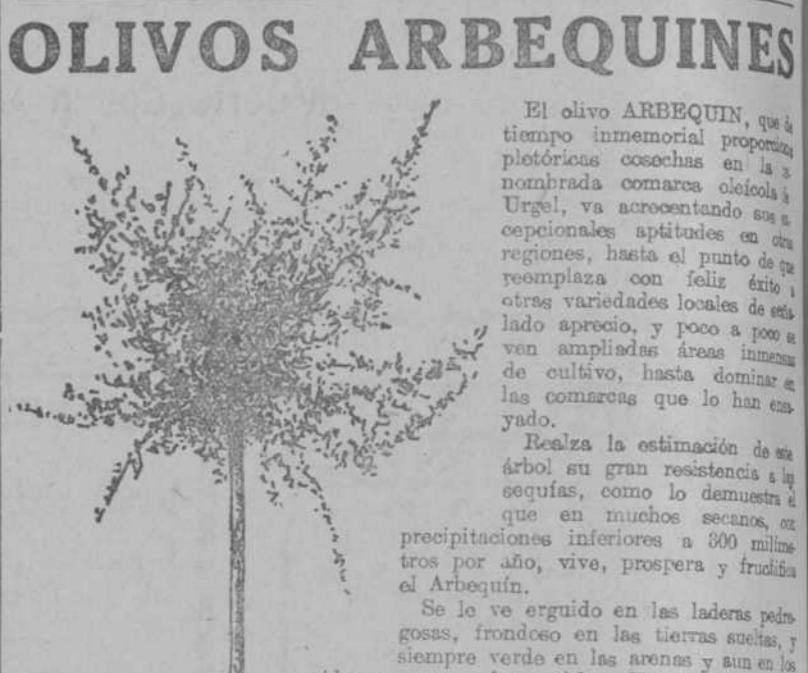 OLIVOS ARBEQUINES
El olivo ARBEQUIN, que de
tiempo inmemorial proporciona
pletóricas cosechas en la
nombrada comarca oleícola
Urgel, va acrecentando sus
cepcionales aptitudes en otras
regiones, hasta el punto de que
reemplaza con feliz éxito a
otras variedades locales de seña-
lado aprecio, y poco a poco se
ven ampliadas áreas inmensas
de cultivo, hasta dominar en
las comarcas que lo han ensa-
yado.
Realza la estimación de este
árbol su gran resistencia a las
sequías, como lo demuestra el
que en muchos secanos, con
precipitaciones inferiores a 300 milíme-
tros por año, vive, prospera y fructifica
el Arbequín.
Se le ve erguido en las laderas pedre-
gosas, frondoso en las tierras sueltas, y
siempre verde en las arenas y aun en los